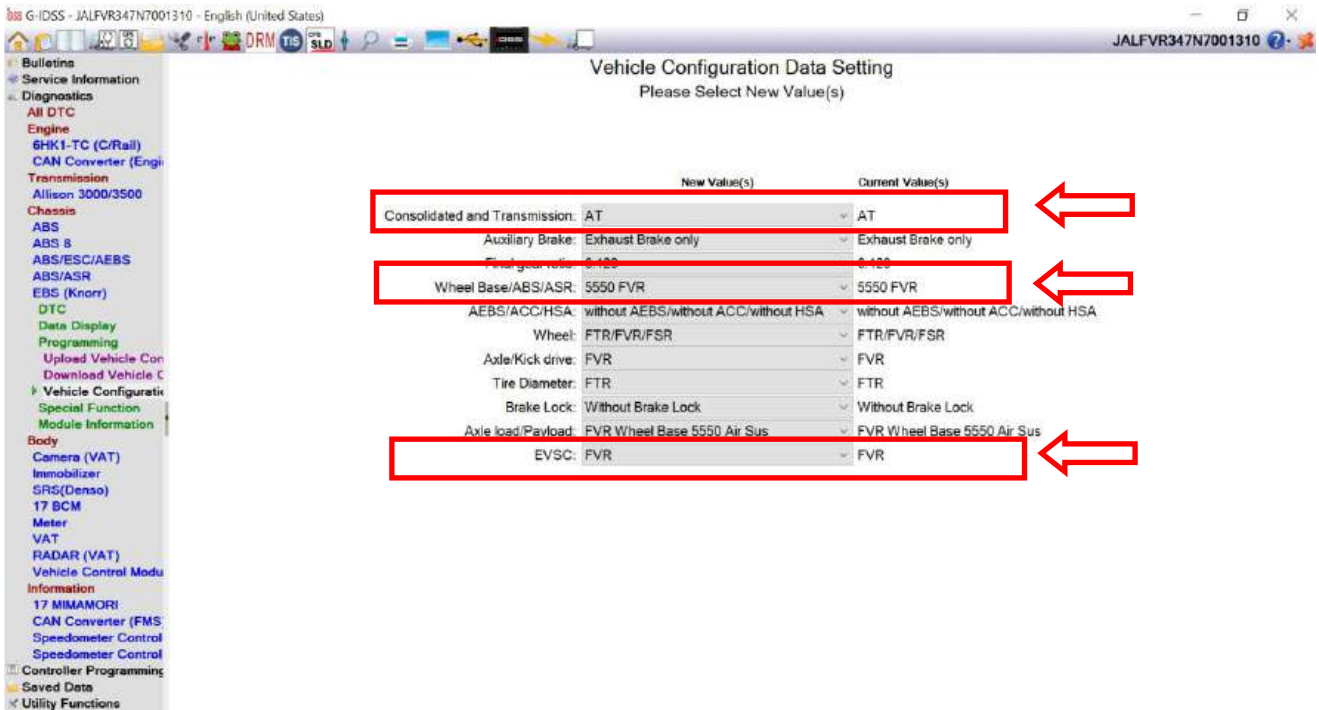 G-IDSS - JALFVR347N7001310 - English (United States)
DRM TIS SLD JALFVR347N7001310
Bulletins
Service Information
Diagnostics
All DTC
Engine
6HK1-TC (C/Rail)
CAN Converter (Engi
Transmission
Allison 3000/3500
Chassis
ABS
ABS 8
ABS/ESC/AEBS
ABS/ASR
EBS (Knorr)
DTC
Data Display
Programming
Upload Vehicle Con
Download Vehicle C
Vehicle Configuratio
Special Function
Module Information
Body
Camera (VAT)
Immobilizer
SRS(Denso)
17 BCM
Meter
VAT
RADAR (VAT)
Vehicle Control Modu
Information
17 MIMAMORI
CAN Converter (FMS
Speedometer Control
Speedometer Control
Controller Programming
Saved Data
Utility Functions
Vehicle Configuration Data Setting
Please Select New Value(s)
New Value(s) Current Value(s)
Consolidated and Transmission: AT AT
Auxiliary Brake: Exhaust Brake only Exhaust Brake only
Final gear ratio:
Wheel Base/ABS/ASR: 5550 FVR 5550 FVR
AEBS/ACC/HSA: without AEBS/without ACC/without HSA without AEBS/without ACC/without HSA
Wheel: FTR/FVR/FSR FTR/FVR/FSR
Axle/Kick drive: FVR FVR
Tire Diameter: FTR FTR
Brake Lock: Without Brake Lock Without Brake Lock
Axle load/Payload: FVR Wheel Base 5550 Air Sus FVR Wheel Base 5550 Air Sus
EVSC: FVR FVR